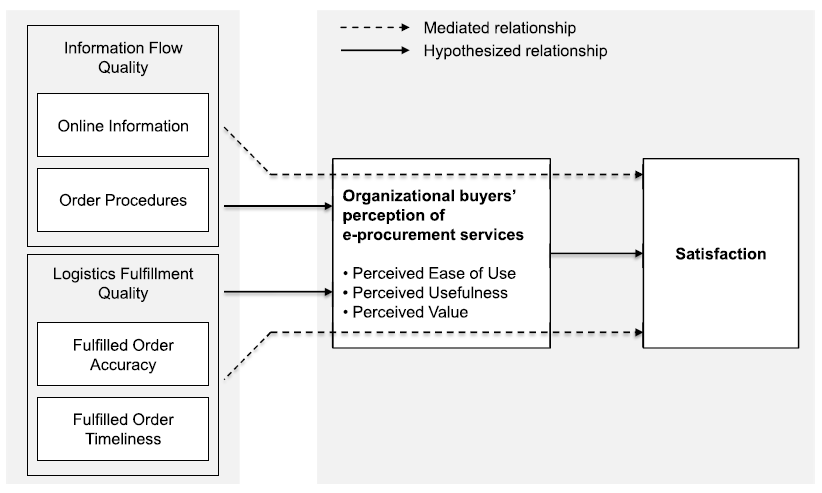 Mediated relationship
Hypothesized relationship
Information Flow
Quality
Online Information
Order Procedures
Logistics Fulfillment
Quality
Fulfilled Order
Accuracy
Fulfilled Order
Timeliness
Organizational buyers’
perception of
e-procurement services
• Perceived Ease of Use
• Perceived Usefulness
• Perceived Value
Satisfaction